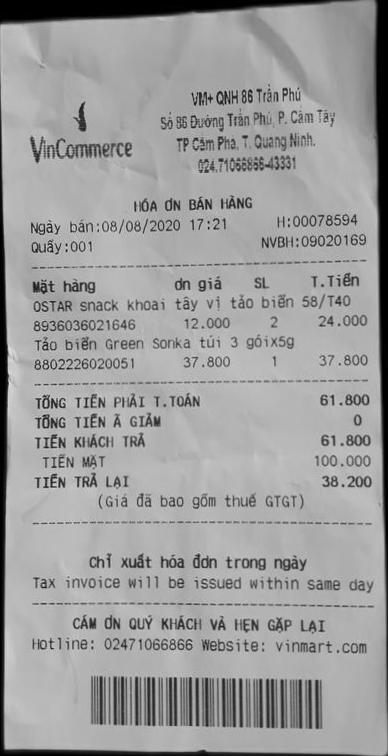 VinCommerce
VM+ QNH 86 Trần Phú
Số 86 Đường Trần Phú, P. Cẩm Tây
TP Cẩm Phả, T. Quảng Ninh.
024.71066866-43331
HÓA ƠN BÁN HÀNG
Ngày bán:08/08/2020 17:21 H:00078594
Quầy:001 NVBH:09020169
Mặt hàng ơn giá SL T.Tiền
OSTAR snack khoai tây vị tảo biển 58/T40
8936036021646 12.000 2 24.000
Tảo biển Green Sonka túi 3 góix5g
8802226020051 37.800 1 37.800
TỔNG TIỀN PHẢI T.TOÁN 61.800
TỔNG TIỀN Ã GIẢM 0
TIỀN KHÁCH TRẢ 61.800
TIỀN MẶT 100.000
TIỀN TRẢ LẠI 38.200
(Giá đã bao gồm thuế GTGT)
Chỉ xuất hóa đơn trong ngày
Tax invoice will be issued within same day
CÁM ƠN QUÝ KHÁCH VÀ HẸN GẶP LẠI
Hotline: 02471066866 Website: vinmart.com